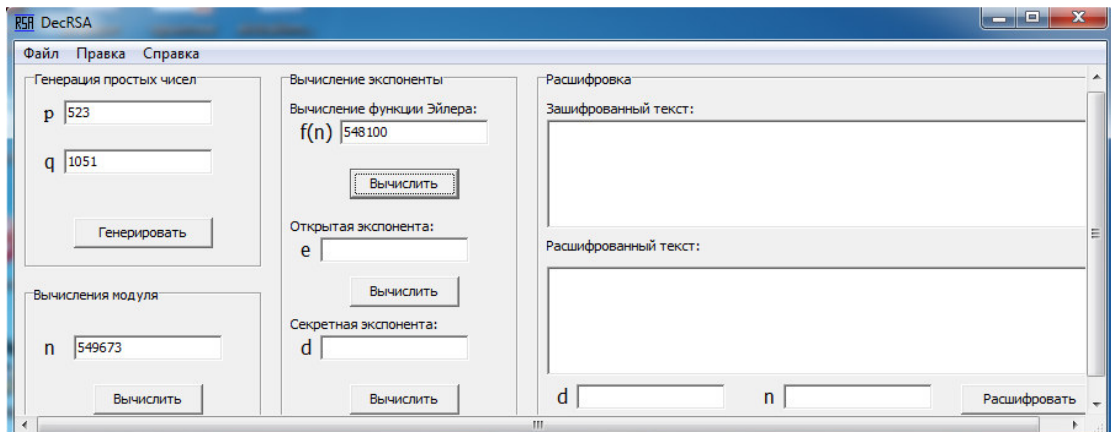 RSA DecRSA
Файл Правка Справка
Генерация простых чисел
p 523
q 1051
Генерировать
Вычисления модуля
n 549673
Вычислить
Вычисление экспоненты
Вычисление функции Эйлера:
f(n) 548100
Вычислить
Открытая экспонента:
e
Вычислить
Секретная экспонента:
d
Вычислить
Расшифровка
Зашифрованный текст:
Расшифрованный текст:
d n Расшифровать